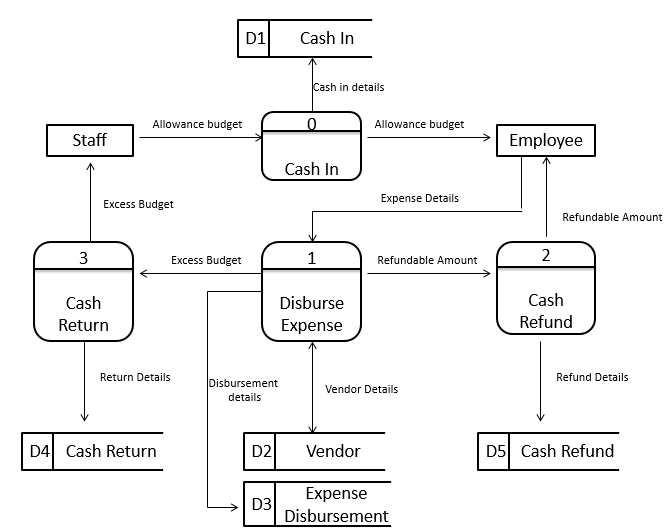 D1 Cash In
Cash in details
Allowance budget
0
Allowance budget
Staff
Employee
Cash In
Excess Budget
Expense Details
Refundable Amount
3
Excess Budget
1
Refundable Amount
2
Cash
Return
Disburse
Expense
Cash
Refund
Return Details
Disbursement
details
Vendor Details
Refund Details
D4 Cash Return
D2 Vendor
D5 Cash Refund
D3 Expense
Disbursement